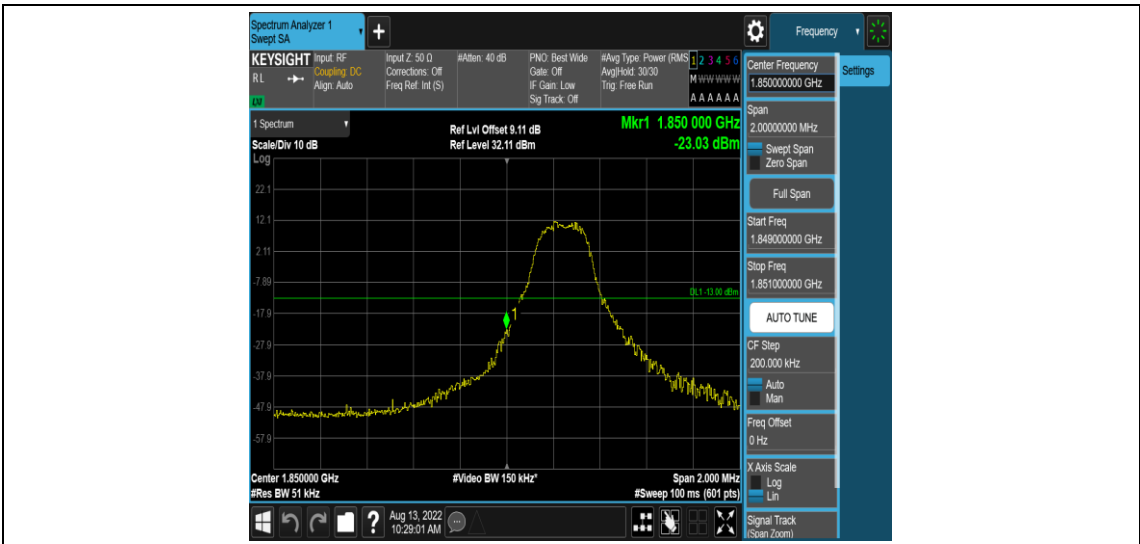 Spectrum Analyzer 1
Swept SA
+
Frequency
KEYSIGHT
RL
LNI
Input: RF
Coupling: DC
Align: Auto
Input Z: 50 Ω
Corrections: Off
Freq Ref: Int (S)
#Atten: 40 dB
PNO: Best Wide
Gate: Off
IF Gain: Low
Sig Track: Off
#Avg Type: Power (RMS
Avg|Hold: 30/30
Trig: Free Run
1 2 3 4 5 6
M W W W W W
A A A A A A
1 Spectrum
Scale/Div 10 dB
Ref Lvl Offset 9.11 dB
Ref Level 32.11 dBm
Mkr1 1.850 000 GHz
-23.03 dBm
Log
22.1
12.1
2.11
-7.89
DL1 -13.00 dBm
-17.9
1
-27.9
-37.9
-47.9
-57.9
Center 1.850000 GHz
#Res BW 51 kHz
#Video BW 150 kHz*
Span 2.000 MHz
#Sweep 100 ms (601 pts)
Aug 13, 2022
10:29:01 AM
?
Center Frequency
1.850000000 GHz
Settings
Span
2.00000000 MHz
Swept Span
Zero Span
Full Span
Start Freq
1.849000000 GHz
Stop Freq
1.851000000 GHz
AUTO TUNE
CF Step
200.000 kHz
Auto
Man
Freq Offset
0 Hz
X Axis Scale
Log
Lin
Signal Track
(Span Zoom)